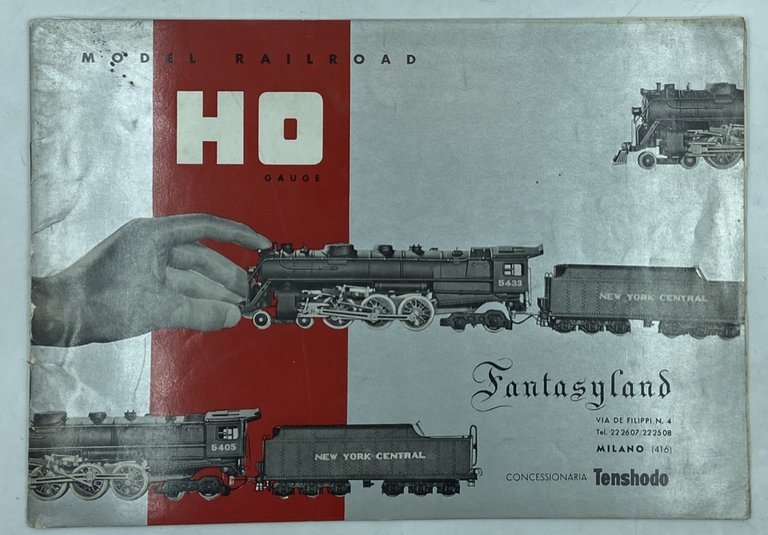 MODEL RAILROAD
HO
GAUGE
5433
NEW YORK CENTRAL
Fantasyland
VIA DE FILIPPI N. 4
Tel. 222607/222508
MILANO (416)
CONCESSIONARIA Tenshodo
5405
NEW YORK CENTRAL